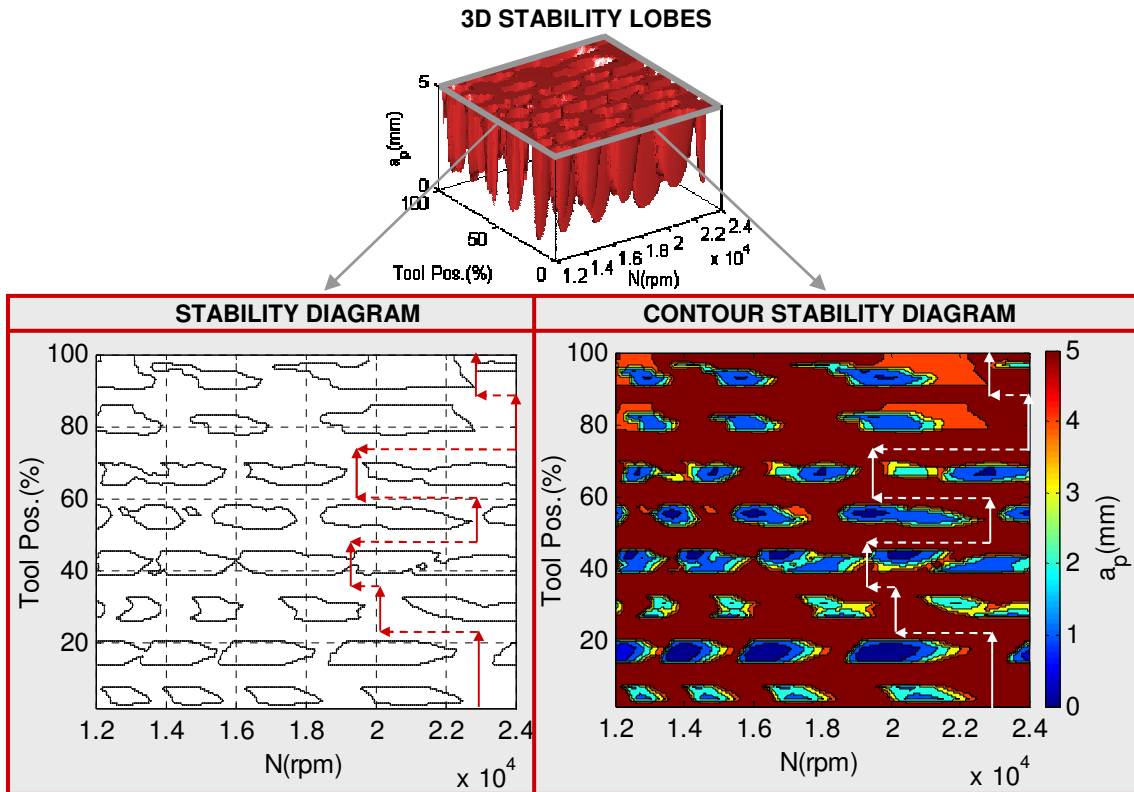 3D STABILITY LOBES
5
a_p(mm)
0
100
50
0
Tool Pos.(%)
1.2 1.4 1.6 1.8 2 2.2 2.4
x 10^4
N(rpm)
STABILITY DIAGRAM
100
80
60
40
20
Tool Pos.(%)
1.2 1.4 1.6 1.8 2 2.2 2.4
N(rpm)
x 10^4
CONTOUR STABILITY DIAGRAM
100
80
60
40
20
Tool Pos.(%)
1.2 1.4 1.6 1.8 2 2.2 2.4
N(rpm)
x 10^4
5
4
3
2
1
0
a_p(mm)